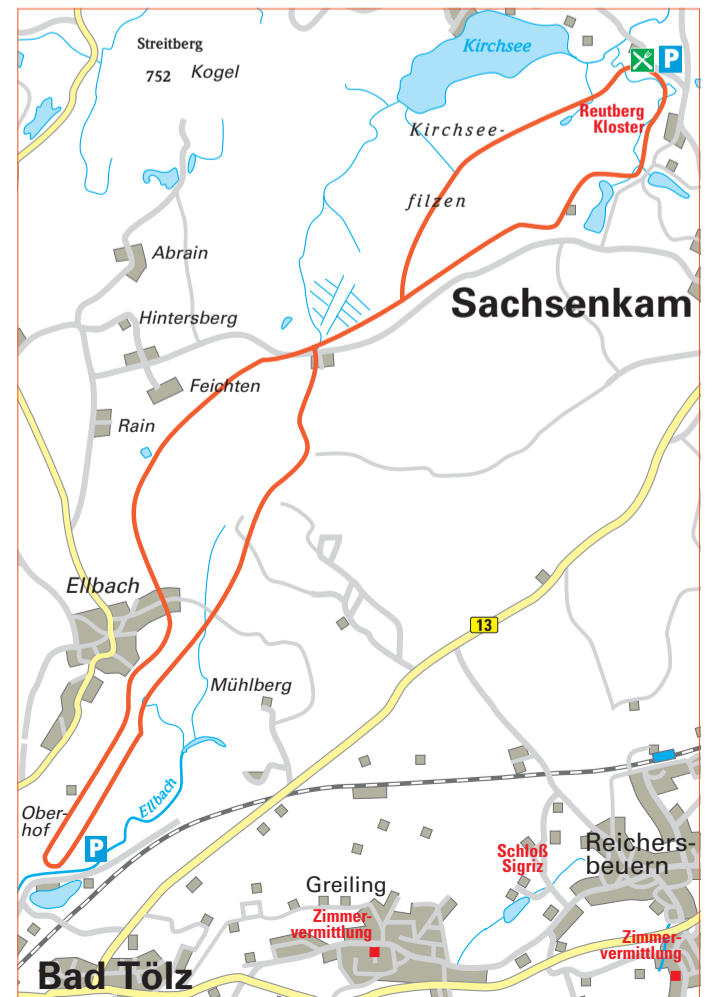 Streitberg
752 Kogel
Kirchsee
P
Reutberg
Kloster
Kirchsee-
filzen
Abrain
Sachsenkam
Hintersberg
Feichten
Rain
Ellbach
13
Mühlberg
Ellbach
Ober-
hof
P
Schloß
Sigriz
Reichers-
beuern
Greiling
Zimmer-
vermittlung
Zimmer-
vermittlung
Bad Tölz